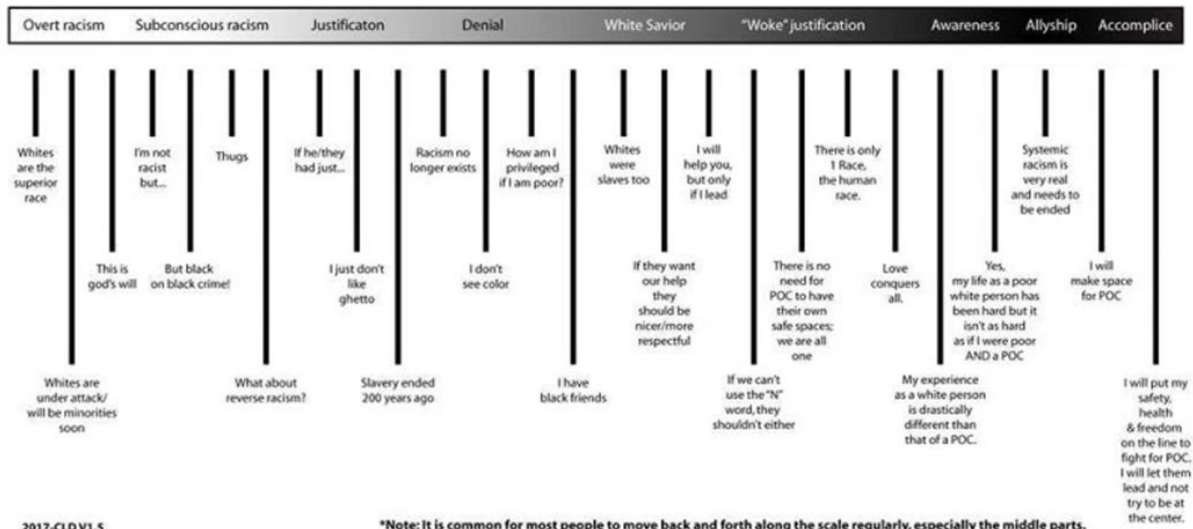 Overt racism Subconscious racism Justificaton Denial White Savior "Woke" justification Awareness Allyship Accomplice
Whites
are the
superior
race
Whites are
under attack/
will be minorities
soon
This is
god's will
I'm not
racist
but...
But black
on black crime!
Thugs
What about
reverse racism?
If he/they
had just...
I just don't
like
ghetto
Slavery ended
200 years ago
Racism no
longer exists
I don't
see color
How am I
privileged
if I am poor?
I have
black friends
Whites
were
slaves too
If they want
our help
they
should be
nicer/more
respectful
I will
help you,
but only
if I lead
If we can't
use the "N"
word, they
shouldn't either
There is no
need for
POC to have
their own
safe spaces;
we are all
one
There is only
1 Race,
the human
race.
Love
conquers
all.
My experience
as a white person
is drastically
different than
that of a POC.
Yes,
my life as a poor
white person has
been hard but it
isn't as hard
as if I were poor
AND a POC
Systemic
racism is
very real
and needs to
be ended
I will
make space
for POC
I will put my
safety,
health
& freedom
on the line to
fight for POC.
I will let them
lead and not
try to be at
the center.
2017-CLD V1.5
*Note: It is common for most people to move back and forth along the scale regularly, especially the middle parts.